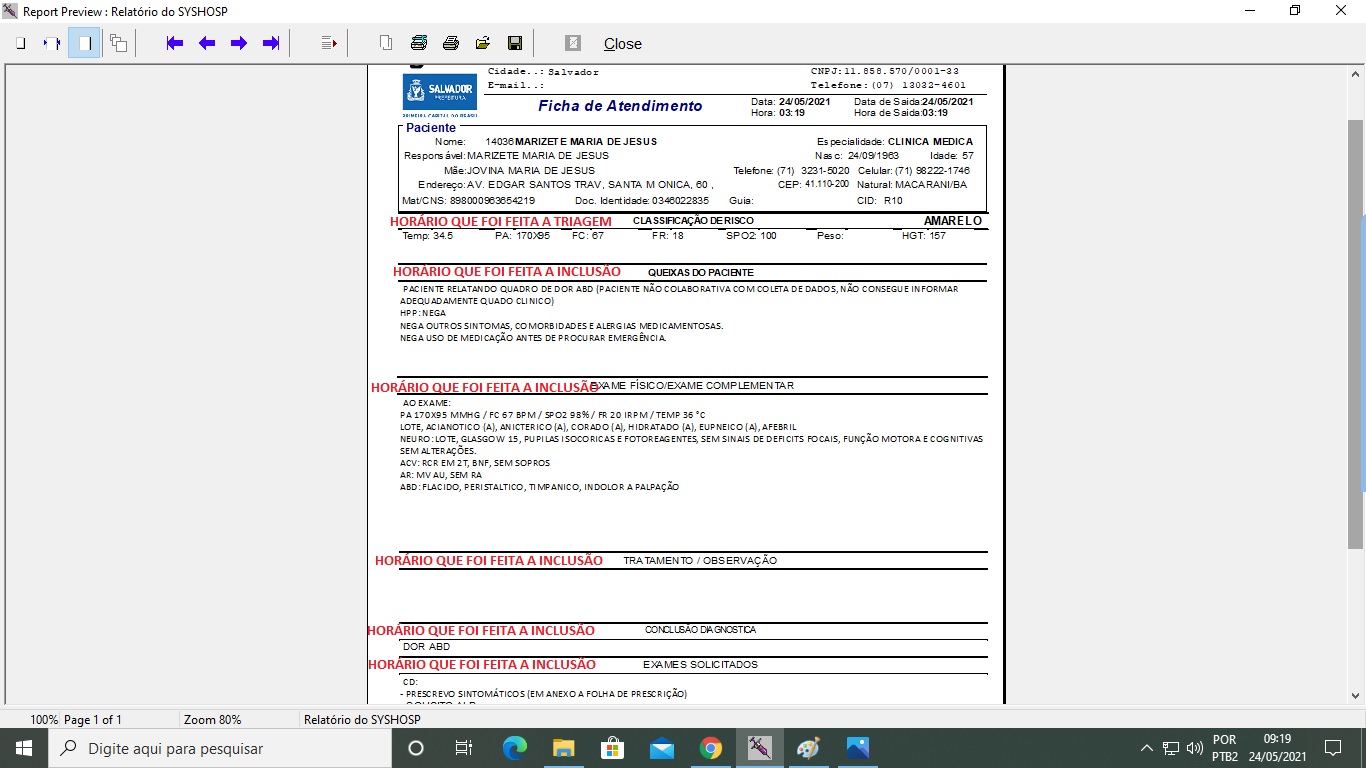 Report Preview : Relatório do SYSHOSP
Close
Cidade..: Salvador
CNPJ: 11.858.570/0001-33
E-mail..:
Telefone: (07) 13032-4601
SALVADOR
PREFEITURA
PRIMEIRA CAPITAL DO BRASIL
Ficha de Atendimento
Data: 24/05/2021 Data de Saida: 24/05/2021
Hora: 03:19 Hora de Saida: 03:19
Paciente
Nome: 14036 MARIZETE MARIA DE JESUS Especialidade: CLINICA MEDICA
Responsável: MARIZETE MARIA DE JESUS Nasc: 24/09/1963 Idade: 57
Mãe: JOVINA MARIA DE JESUS Telefone: (71) 3231-5020 Celular: (71) 98222-1746
Endereço: AV. EDGAR SANTOS TRAV, SANTA M ONICA, 60 , CEP: 41.110-200 Natural: MACARANI/BA
Mat/CNS: 898000963654219 Doc. Identidade: 0346022835 Guia: CID: R10
HORÁRIO QUE FOI FEITA A TRIAGEM CLASSIFICAÇÃO DE RISCO AMARELO
Temp: 34.5 PA: 170X95 FC: 67 FR: 18 SPO2: 100 Peso: HGT: 157
HORÁRIO QUE FOI FEITA A INCLUSÃO QUEIXAS DO PACIENTE
PACIENTE RELATANDO QUADRO DE DOR ABD (PACIENTE NÃO COLABORATIVA COM COLETA DE DADOS, NÃO CONSEGUE INFORMAR
ADEQUADAMENTE QUADO CLINICO)
HPP: NEGA
NEGA OUTROS SINTOMAS, COMORBIDADES E ALERGIAS MEDICAMENTOSAS.
NEGA USO DE MEDICAÇÃO ANTES DE PROCURAR EMERGÊNCIA.
HORÁRIO QUE FOI FEITA A INCLUSÃO EXAME FÍSICO/EXAME COMPLEMENTAR
AO EXAME:
PA 170X95 MMHG / FC 67 BPM / SPO2 98% / FR 20 IRPM / TEMP 36 °C
LOTE, ACIANOTICO (A), ANICTERICO (A), CORADO (A), HIDRATADO (A), EUPNEICO (A), AFEBRIL
NEURO: LOTE, GLASGOW 15, PUPILAS ISOCORICAS E FOTOREAGENTES, SEM SINAIS DE DEFICITS FOCAIS, FUNÇÃO MOTORA E COGNITIVAS
SEM ALTERAÇÕES.
ACV: RCR EM 2T, BNF, SEM SOPROS
AR: MV AU, SEM RA
ABD: FLACIDO, PERISTALTICO, TIMPANICO, INDOLOR A PALPAÇÃO
HORÁRIO QUE FOI FEITA A INCLUSÃO TRATAMENTO / OBSERVAÇÃO
HORÁRIO QUE FOI FEITA A INCLUSÃO CONCLUSÃO DIAGNOSTICA
DOR ABD
HORÁRIO QUE FOI FEITA A INCLUSÃO EXAMES SOLICITADOS
CD:
- PRESCREVO SINTOMÁTICOS (EM ANEXO A FOLHA DE PRESCRIÇÃO)
100% Page 1 of 1 Zoom 80% Relatório do SYSHOSP
Digite aqui para pesquisar
POR 09:19
PTB2 24/05/2021